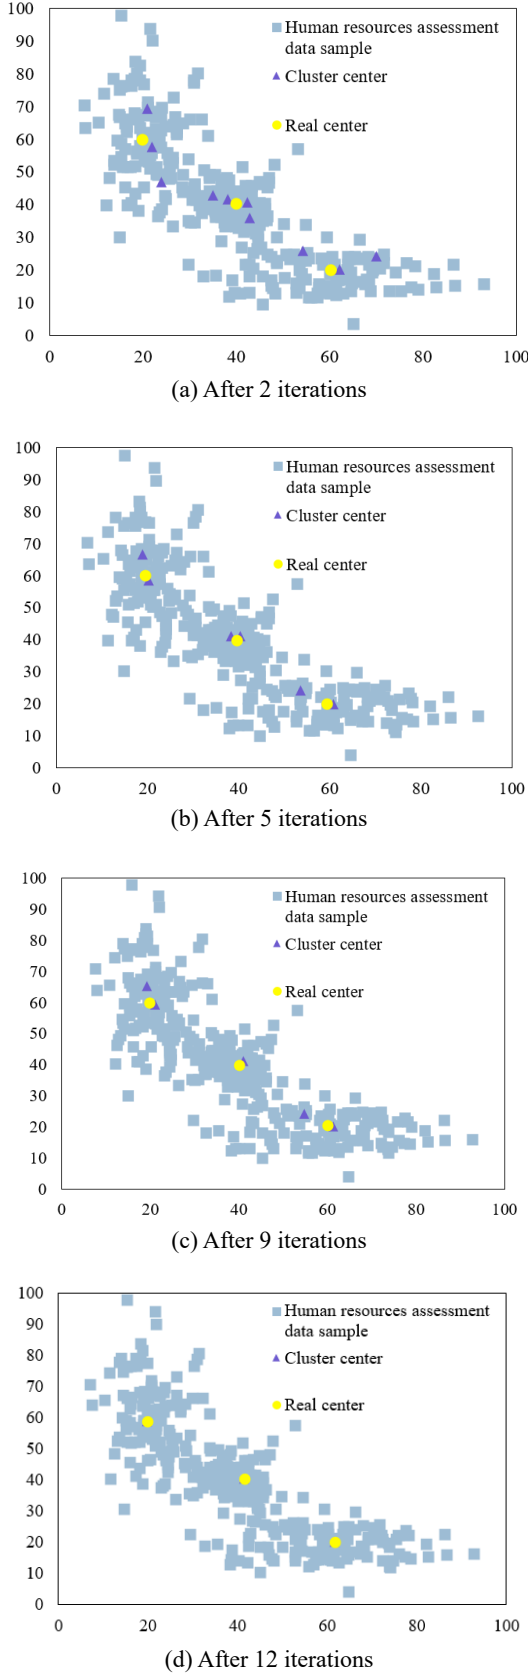 100
Human resources assessment
data sample
90
80
Cluster center
70
Real center
60
50
40
30
20
10
0
0 20 40 60 80 100
(a) After 2 iterations
100
Human resources assessment
data sample
90
80
Cluster center
70
Real center
60
50
40
30
20
10
0
0 20 40 60 80 100
(b) After 5 iterations
100
Human resources assessment
data sample
90
80
Cluster center
70
Real center
60
50
40
30
20
10
0
0 20 40 60 80 100
(c) After 9 iterations
100
Human resources assessment
data sample
90
80
Cluster center
70
Real center
60
50
40
30
20
10
0
0 20 40 60 80 100
(d) After 12 iterations